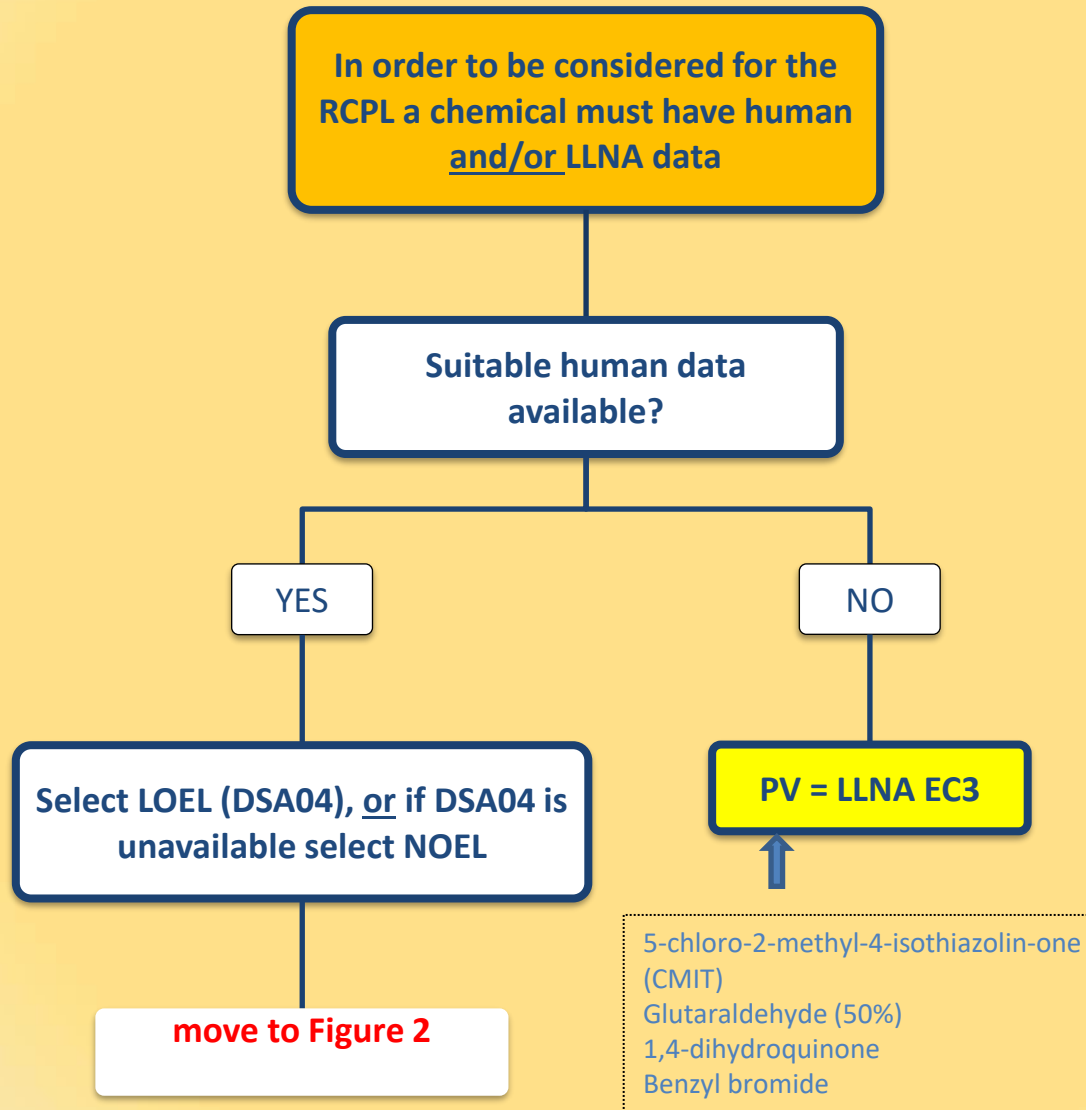 In order to be considered for the
RCPL a chemical must have human
and/or LLNA data
Suitable human data
available?
YES
NO
Select LOEL (DSA04), or if DSA04 is
unavailable select NOEL
PV = LLNA EC3
move to Figure 2
5-chloro-2-methyl-4-isothiazolin-one
(CMIT)
Glutaraldehyde (50%)
1,4-dihydroquinone
Benzyl bromide